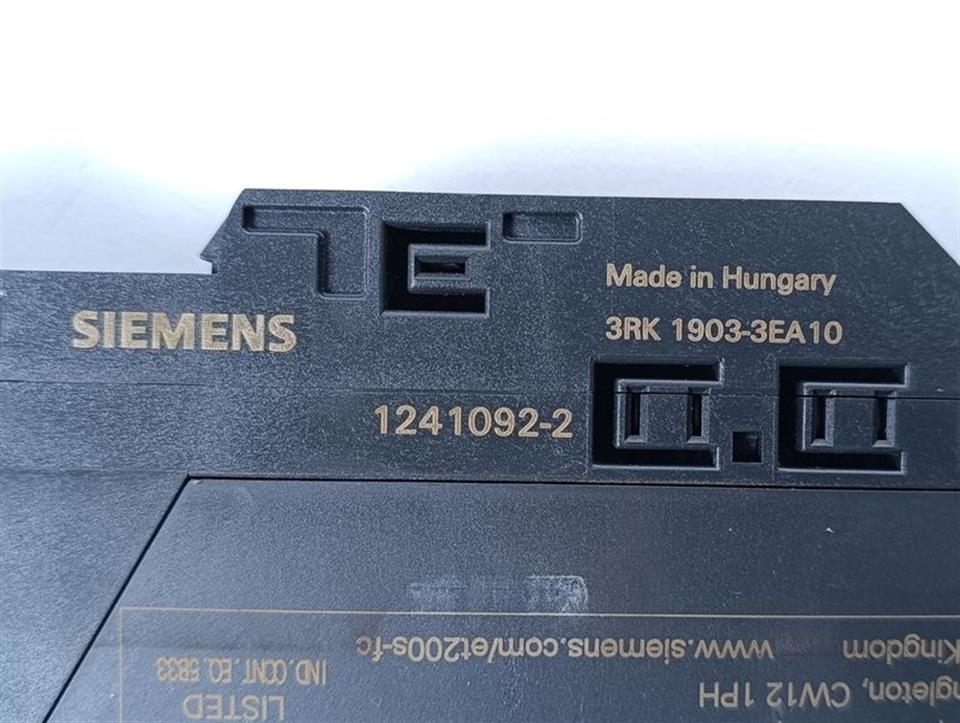 Made in Hungary
SIEMENS
3RK 1903-3EA10
1241092-2
LISTED
IND. CONT. EQ. 5B33
ngleton, CW12 1PH
Kingdom
www.siemens.com/et200s-fc